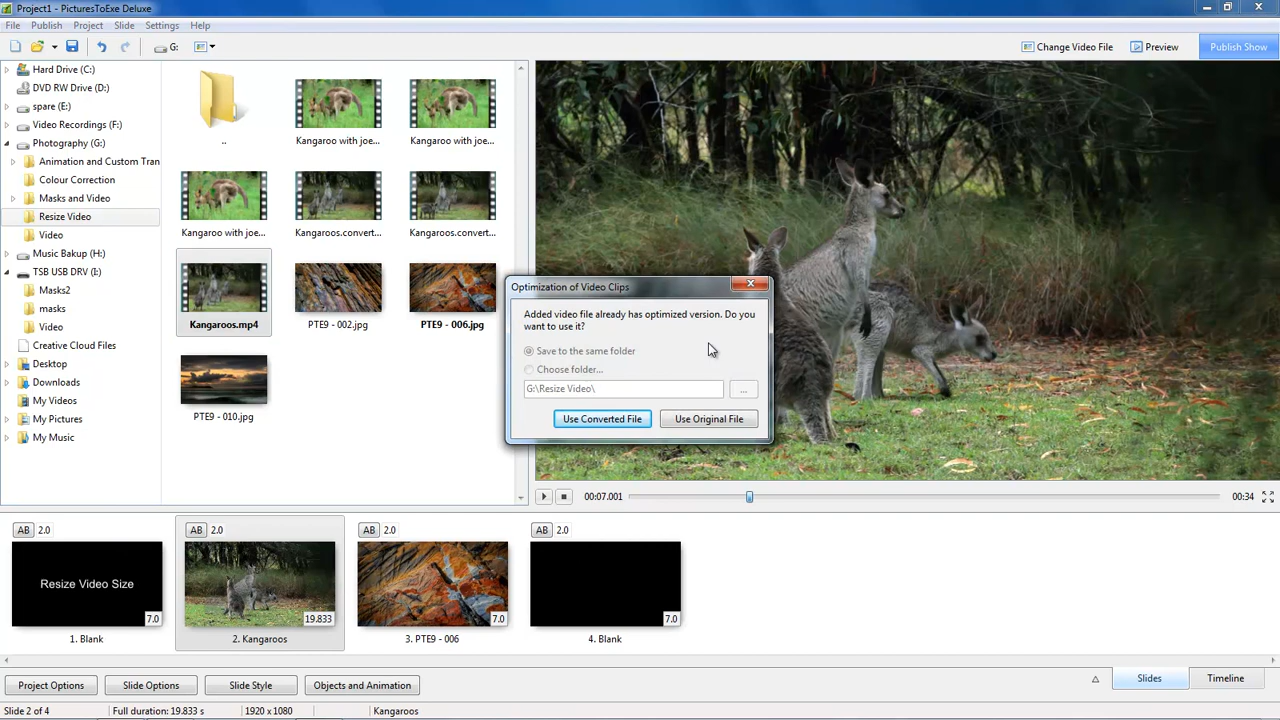 Project1 - PicturesToExe Deluxe
File Publish Project Slide Settings Help
G: Change Video File Preview Publish Show
Hard Drive (C:)
DVD RW Drive (D:)
spare (E:)
Video Recordings (F:)
Photography (G:)
Animation and Custom Tran
Colour Correction
Masks and Video
Resize Video
Video
Music Bakup (H:)
TSB USB DRV (E:)
Masks2
masks
Video
Creative Cloud Files
Desktop
Downloads
My Videos
My Pictures
My Music
.. Kangaroo with joe... Kangaroo with joe...
Kangaroo with joe... Kangaroos.convert... Kangaroos.convert...
Kangaroos.mp4 PTE9 - 002.jpg PTE9 - 006.jpg
PTE9 - 010.jpg
Optimization of Video Clips
Added video file already has optimized version. Do you
want to use it?
Save to the same folder
Choose folder...
G:\Resize Video\ ...
Use Converted File Use Original File
00:07.001 00:34
AB 2.0 AB 2.0 AB 2.0 AB 2.0
Resize Video Size
7.0 19.833 7.0 7.0
1. Blank 2. Kangaroos 3. PTE9 - 006 4. Blank
Project Options Slide Options Slide Style Objects and Animation Slides Timeline
Slide 2 of 4 Full duration: 19.833 s 1920 x1080 Kangaroos